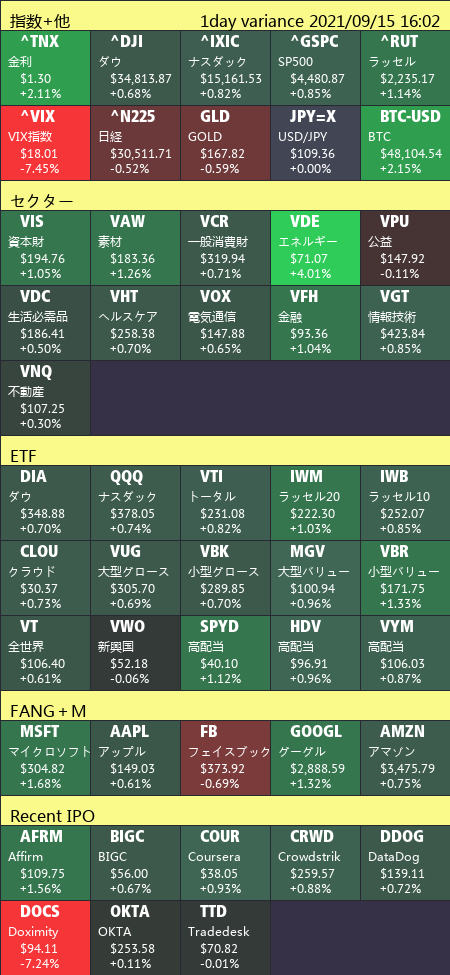 指数+他 1day variance 2021/09/15 16:02
^TNX ^DJI ^IXIC ^GSPC ^RUT
金利 ダウ ナスダック SP500 ラッセル
$1.30 $34,813.87 $15,161.53 $4,480.87 $2,235.17
+2.11% +0.68% +0.82% +0.85% +1.14%
^VIX ^N225 GLD JPY=X BTC-USD
VIX指数 日経 GOLD USD/JPY BTC
$18.01 $30,511.71 $167.82 $109.36 $48,104.54
-7.45% -0.52% -0.59% +0.00% +2.15%
セクター
VIS VAW VCR VDE VPU
資本財 素材 一般消費財 エネルギー 公益
$194.76 $183.36 $319.94 $71.07 $147.92
+1.05% +1.26% +0.71% +4.01% -0.11%
VDC VHT VOX VFH VGT
生活必需品 ヘルスケア 電気通信 金融 情報技術
$186.41 $258.38 $147.88 $93.36 $423.84
+0.50% +0.70% +0.65% +1.04% +0.85%
VNQ
不動産
$107.25
+0.30%
ETF
DIA QQQ VTI IWM IWB
ダウ ナスダック トータル ラッセル20 ラッセル10
$348.88 $378.05 $231.08 $222.30 $252.07
+0.70% +0.74% +0.82% +1.03% +0.85%
CLOU VUG VBK MGV VBR
クラウド 大型グロース 小型グロース 大型バリュー 小型バリュー
$30.37 $305.70 $289.85 $100.94 $171.75
+0.73% +0.69% +0.70% +0.96% +1.33%
VT VWO SPYD HDV VYM
全世界 新興国 高配当 高配当 高配当
$106.40 $52.18 $40.10 $96.91 $106.03
+0.61% -0.06% +1.12% +0.96% +0.87%
FANG+M
MSFT AAPL FB GOOGL AMZN
マイクロソフト アップル フェイスブック グーグル アマゾン
$304.82 $149.03 $373.92 $2,888.59 $3,475.79
+1.68% +0.61% -0.69% +1.32% +0.75%
Recent IPO
AFRM BIGC COUR CRWD DDOG
Affirm BIGC Coursera Crowdstrik DataDog
$109.75 $56.00 $38.05 $259.57 $139.11
+1.56% +0.67% +0.93% +0.88% +0.72%
DOCS OKTA TTD
Doximity OKTA Tradedesk
$94.11 $253.58 $70.82
-7.24% +0.11% -0.01%